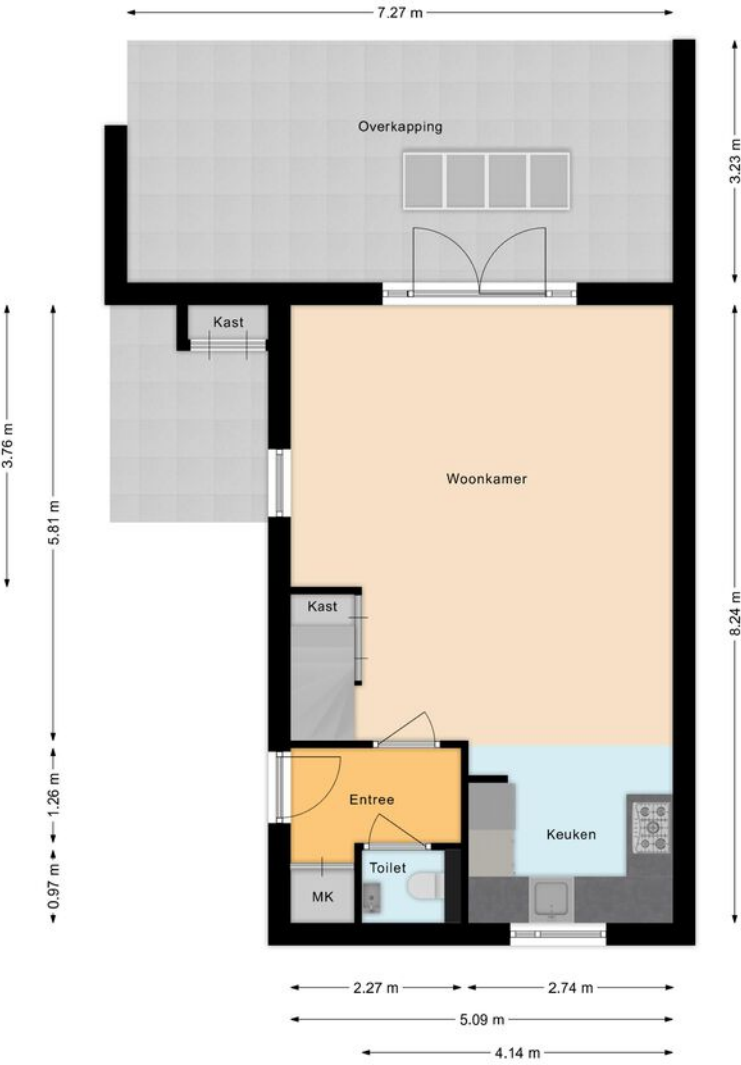 7.27 m
Overkapping
3.23 m
Kast
3.76 m
5.81 m
Woonkamer
8.24 m
Kast
1.26 m
Entree
Keuken
0.97 m
Toilet
MK
2.27 m
2.74 m
5.09 m
4.14 m